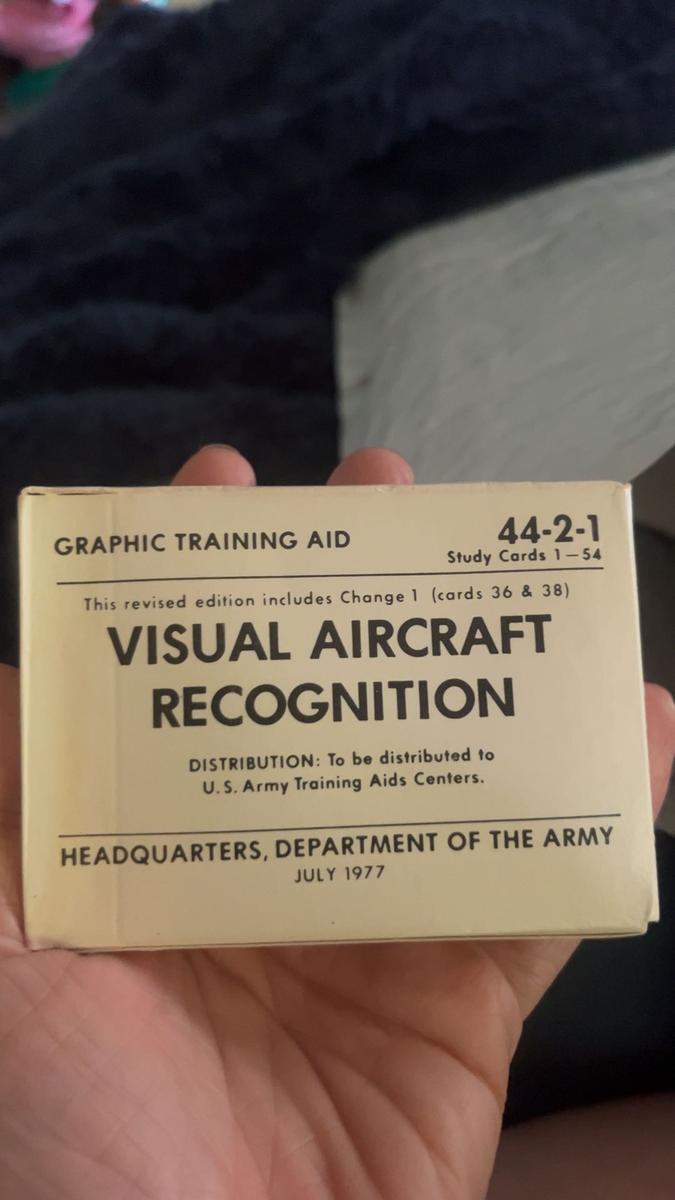 GRAPHIC TRAINING AID
44-2-1
Study Cards 1–54
This revised edition includes Change 1 (cards 36 & 38)
VISUAL AIRCRAFT
RECOGNITION
DISTRIBUTION: To be distributed to
U.S. Army Training Aids Centers.
HEADQUARTERS, DEPARTMENT OF THE ARMY
JULY 1977